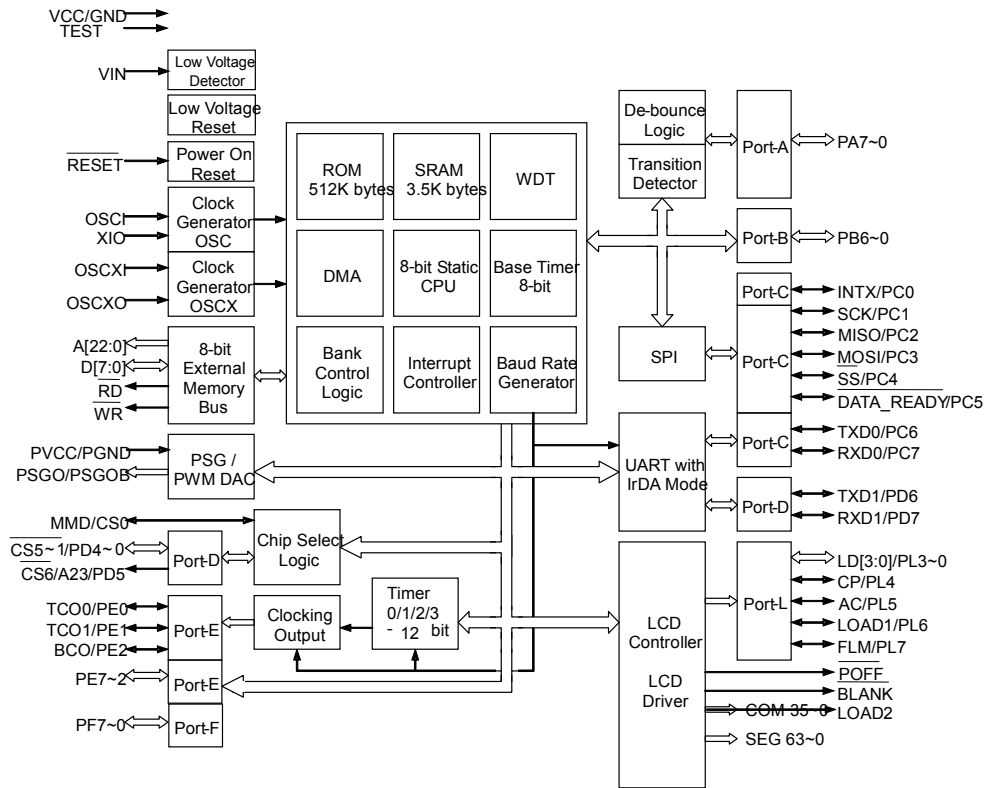 VCC/GND
TEST
VIN
Low Voltage
Detector
Low Voltage
Reset
RESET
Power On
Reset
OSCI
XIO
Clock
Generator
OSC
OSCXI
OSCXO
Clock
Generator
OSCX
A[22:0]
D[7:0]
RD
WR
8-bit
External
Memory
Bus
PVCC/PGND
PSGO/PSGOB
PSG /
PWM DAC
MMD/CS0
CS5~1/PD4~0
CS6/A23/PD5
Port-D
Chip Select
Logic
TCO0/PE0
TCO1/PE1
BCO/PE2
Port-E
Clocking
Output
Timer
0/1/2/3
- 12 bit
PE7~2
Port-E
PF7~0
Port-F
ROM
512K bytes
SRAM
3.5K bytes
WDT
DMA
8-bit Static
CPU
Base Timer
8-bit
Bank
Control
Logic
Interrupt
Controller
Baud Rate
Generator
De-bounce
Logic
Transition
Detector
Port-A
PA7~0
Port-B
PB6~0
SPI
Port-C
INTX/PC0
Port-C
SCK/PC1
MISO/PC2
MOSI/PC3
SS/PC4
DATA_READY/PC5
UART with
IrDA Mode
Port-C
TXD0/PC6
RXD0/PC7
Port-D
TXD1/PD6
RXD1/PD7
LCD
Controller
LCD
Driver
Port-L
LD[3:0]/PL3~0
CP/PL4
AC/PL5
LOAD1/PL6
FLM/PL7
POFF
BLANK
LOAD2
COM 35~0
SEG 63~0